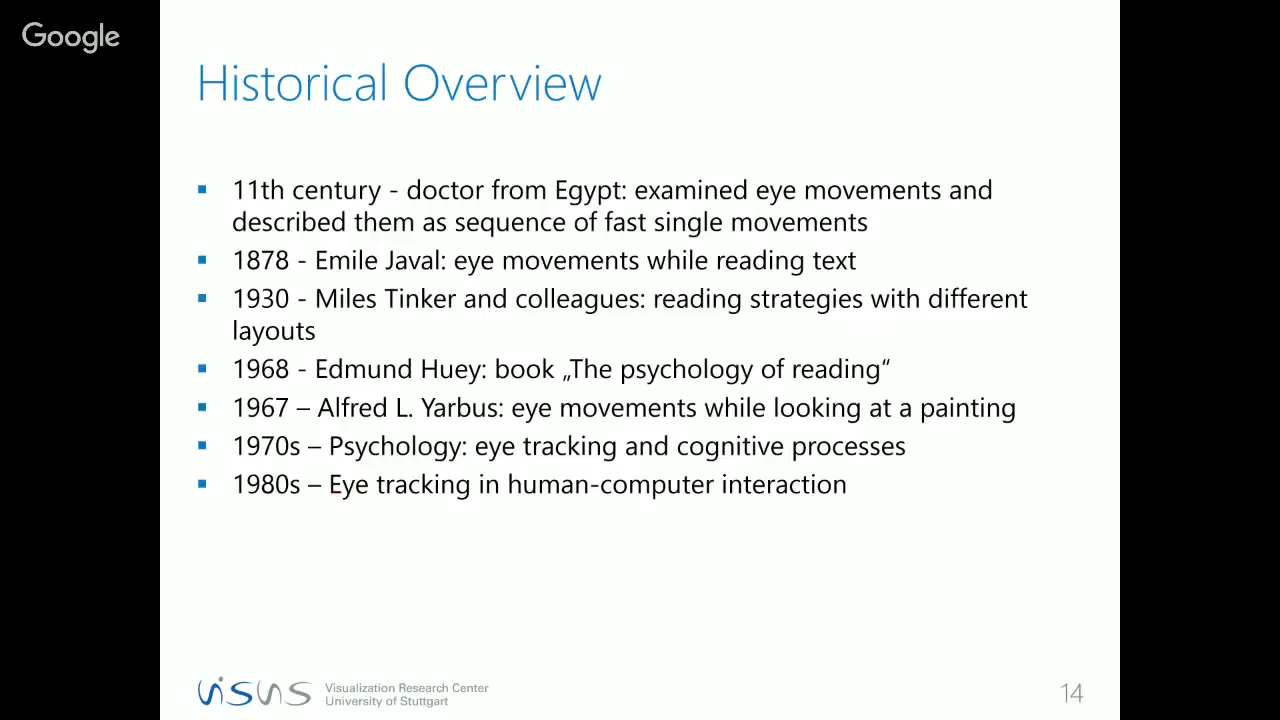 Google
Historical Overview
11th century - doctor from Egypt: examined eye movements and
described them as sequence of fast single movements
1878 - Emile Javal: eye movements while reading text
1930 - Miles Tinker and colleagues: reading strategies with different
layouts
1968 - Edmund Huey: book „The psychology of reading“
1967 – Alfred L. Yarbus: eye movements while looking at a painting
1970s – Psychology: eye tracking and cognitive processes
1980s – Eye tracking in human-computer interaction
VISUS
Visualization Research Center
University of Stuttgart
14